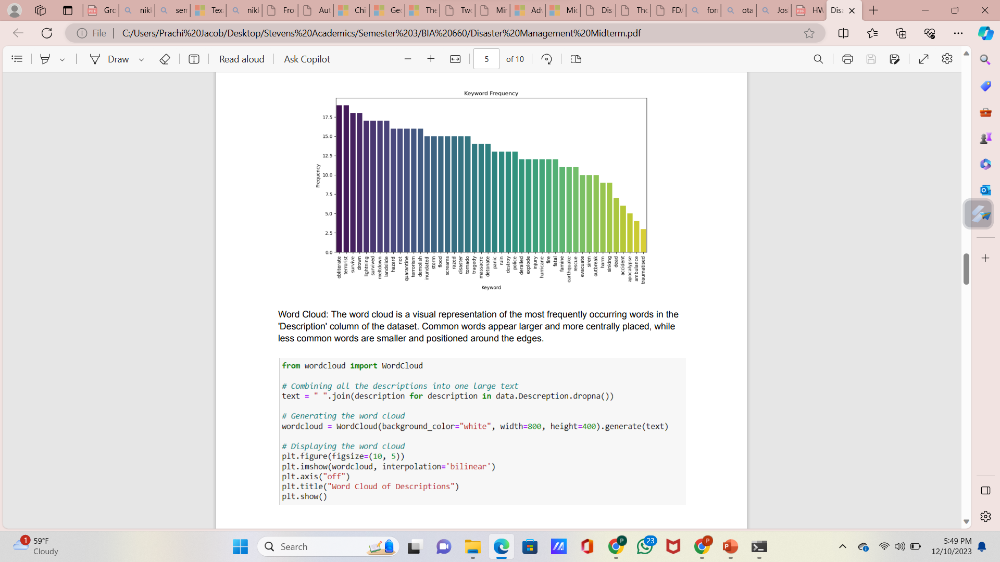 Gro
nikl
sem
Tex
nikl
Fro
Aut
Chi
Geo
The
Two
Mir
Adv
Mic
Dis
Tho
FDA
for
ota
Jos
HW
Disa
File
C:/Users/Prachi%20Jacob/Desktop/Stevens%20Academics/Semester%203/BIA%20660/Disaster%20Management%20Midterm.pdf
Draw
Read aloud
Ask Copilot
5 of 10
Keyword Frequency
17.5
15.0
12.5
10.0
7.5
5.0
2.5
0.0
Frequency
obliterate
terrorist
survive
drown
lightning
survived
meltdown
landslide
hazard
riot
quarantine
terrorism
demolish
inundated
storm
flood
screams
razed
disaster
tornado
tragedy
massacre
detonate
panic
ruin
destroy
police
derailed
explode
injury
hurricane
fire
fatal
famine
earthquake
rescue
evacuate
siren
outbreak
harm
sinking
dead
accident
apocalypse
ambulance
traumatised
Keyword
Word Cloud: The word cloud is a visual representation of the most frequently occurring words in the
'Description' column of the dataset. Common words appear larger and more centrally placed, while
less common words are smaller and positioned around the edges.
from wordcloud import WordCloud
# Combining all the descriptions into one large text
text = " ".join(description for description in data.Descreption.dropna())
# Generating the word cloud
wordcloud = WordCloud(background_color="white", width=800, height=400).generate(text)
# Displaying the word cloud
plt.figure(figsize=(10, 5))
plt.imshow(wordcloud, interpolation='bilinear')
plt.axis("off")
plt.title("Word Cloud of Descriptions")
plt.show()
1
59°F
Cloudy
Search
P
23
P
5:49 PM
12/10/2023